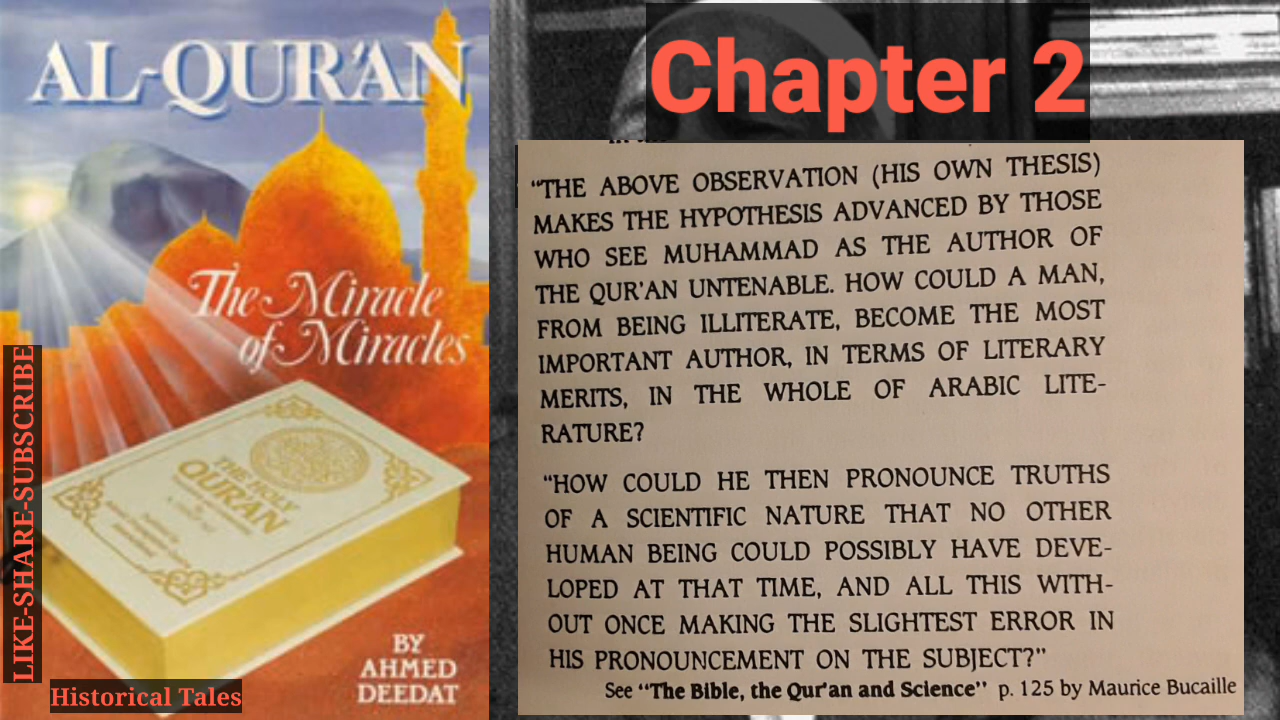 AL-QUR'AN
The Miracle
of Miracles
THE HOLY
QUR'AN
BY
AHMED
DEEDAT
LIKE-SHARE-SUBSCRIBE
Historical Tales
Chapter 2
"THE ABOVE OBSERVATION (HIS OWN THESIS)
MAKES THE HYPOTHESIS ADVANCED BY THOSE
WHO SEE MUHAMMAD AS THE AUTHOR OF
THE QUR'AN UNTENABLE. HOW COULD A MAN,
FROM BEING ILLITERATE, BECOME THE MOST
IMPORTANT AUTHOR, IN TERMS OF LITERARY
MERITS, IN THE WHOLE OF ARABIC LITE-
RATURE?
"HOW COULD HE THEN PRONOUNCE TRUTHS
OF A SCIENTIFIC NATURE THAT NO OTHER
HUMAN BEING COULD POSSIBLY HAVE DEVE-
LOPED AT THAT TIME, AND ALL THIS WITH-
OUT ONCE MAKING THE SLIGHTEST ERROR IN
HIS PRONOUNCEMENT ON THE SUBJECT?"
See "The Bible, the Qur'an and Science" p. 125 by Maurice Bucaille